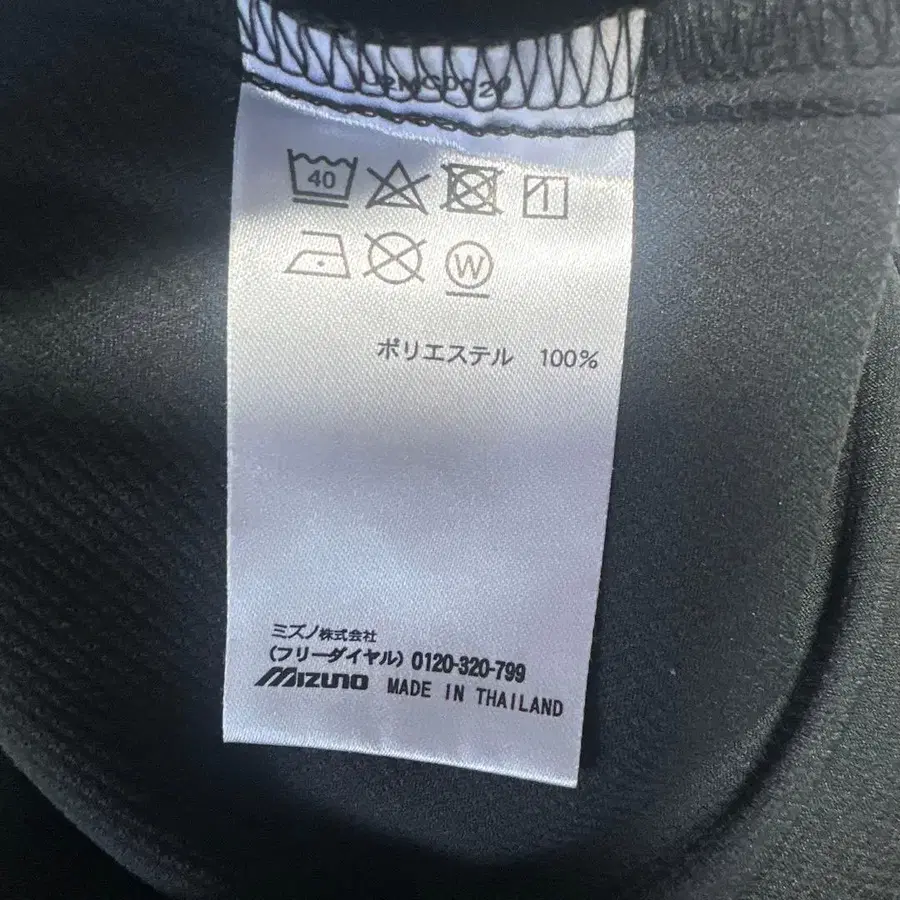 40
W
ポリエステル 100%
ミズノ株式会社
(フリーダイヤル) 0120-320-799
MIZUNO MADE IN THAILAND